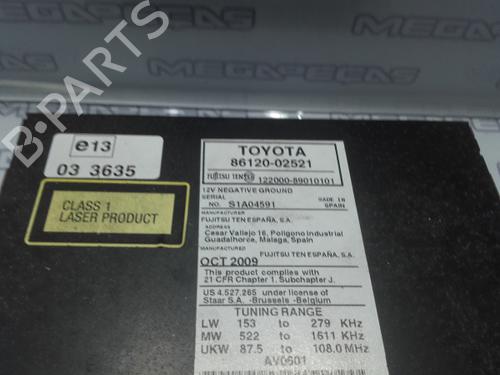 MEGAPEÇAS
MEGAPEÇAS
B-PARTS
e13
03 3635
CLASS 1
LASER PRODUCT
TOYOTA
86120-02521
FUJITSU TEN 122000-89010101
12V NEGATIVE GROUND
SERIAL
NO. S1A04591
MADE IN
SPAIN
MANUFACTURER
FUJITSU TEN ESPAÑA, S.A.
ADDRESS
Cesar Vallejo 16, Poligono Industrial
Guadalhorce, Malaga, Spain
MANUFACTURED
FUJITSU TEN ESPAÑA, S.A.
OCT 2009
This product complies with
21 CFR Chapter 1. Subchapter J.
US 4.527.265 under license of
Staar S.A. -Brussels -Belgium
TUNING RANGE
LW 153 to 279 KHz
MW 522 to 1611 KHz
UKW 87.5 to 108.0 MHz
AV0601